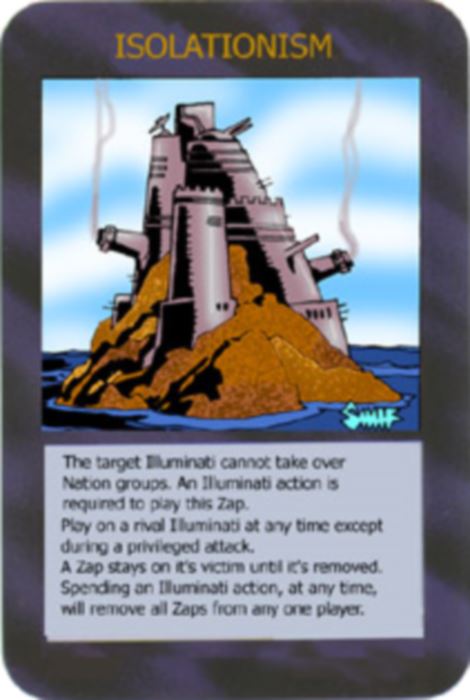 ISOLATIONISM
The target Illuminati cannot take over
Nation groups. An Illuminati action is
required to play this Zap.
Play on a rival Illuminati at any time except
during a privileged attack.
A Zap stays on it's victim until it's removed.
Spending an Illuminati action, at any time,
will remove all Zaps from any one player.